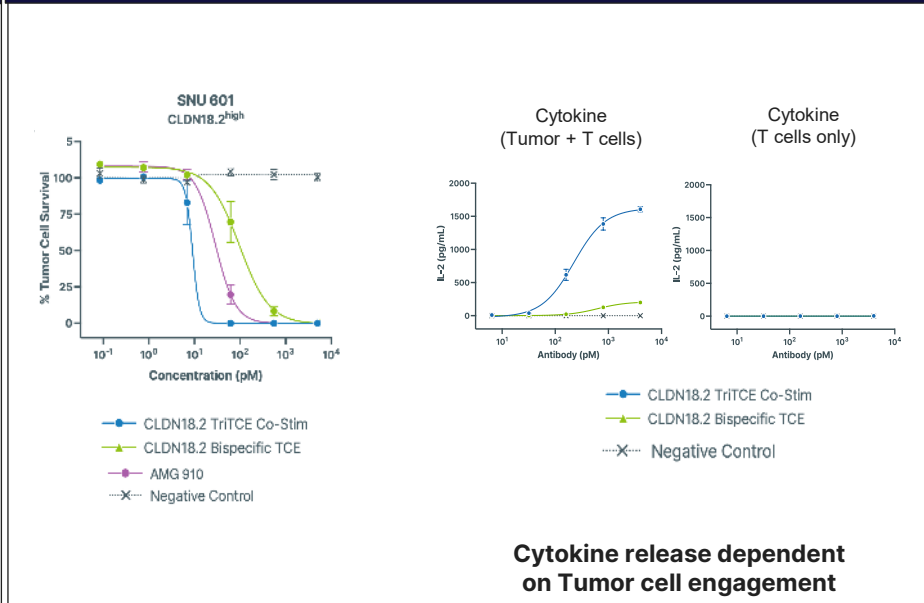 SNU 601
CLDN18.2high
5
100
75
50
25
0
% Tumor Cell Survival
10-1
100
101
102
103
104
Concentration (pM)
CLDN18.2 TriTCE Co-Stim
CLDN18.2 Bispecific TCE
AMG 910
Negative Control
Cytokine
(Tumor + T cells)
2000
1500
1000
500
0
IL-2 (pg/mL)
101
102
103
104
Antibody (pM)
Cytokine
(T cells only)
2000
1500
1000
500
0
IL-2 (pg/mL)
101
102
103
104
Antibody (pM)
CLDN18.2 TriTCE Co-Stim
CLDN18.2 Bispecific TCE
Negative Control
Cytokine release dependent
on Tumor cell engagement